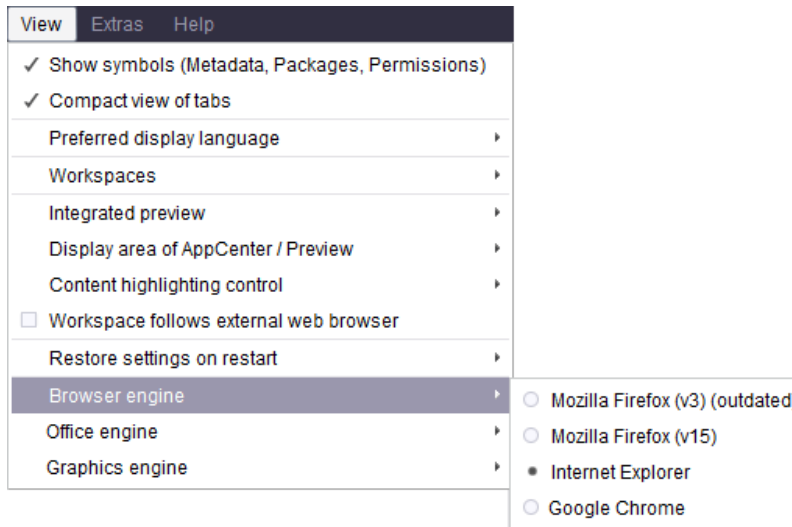 View Extras Help
Show symbols (Metadata, Packages, Permissions)
Compact view of tabs
Preferred display language
Workspaces
Integrated preview
Display area of AppCenter / Preview
Content highlighting control
Workspace follows external web browser
Restore settings on restart
Browser engine
Office engine
Graphics engine
Mozilla Firefox (v3) (outdated
Mozilla Firefox (v15)
Internet Explorer
Google Chrome